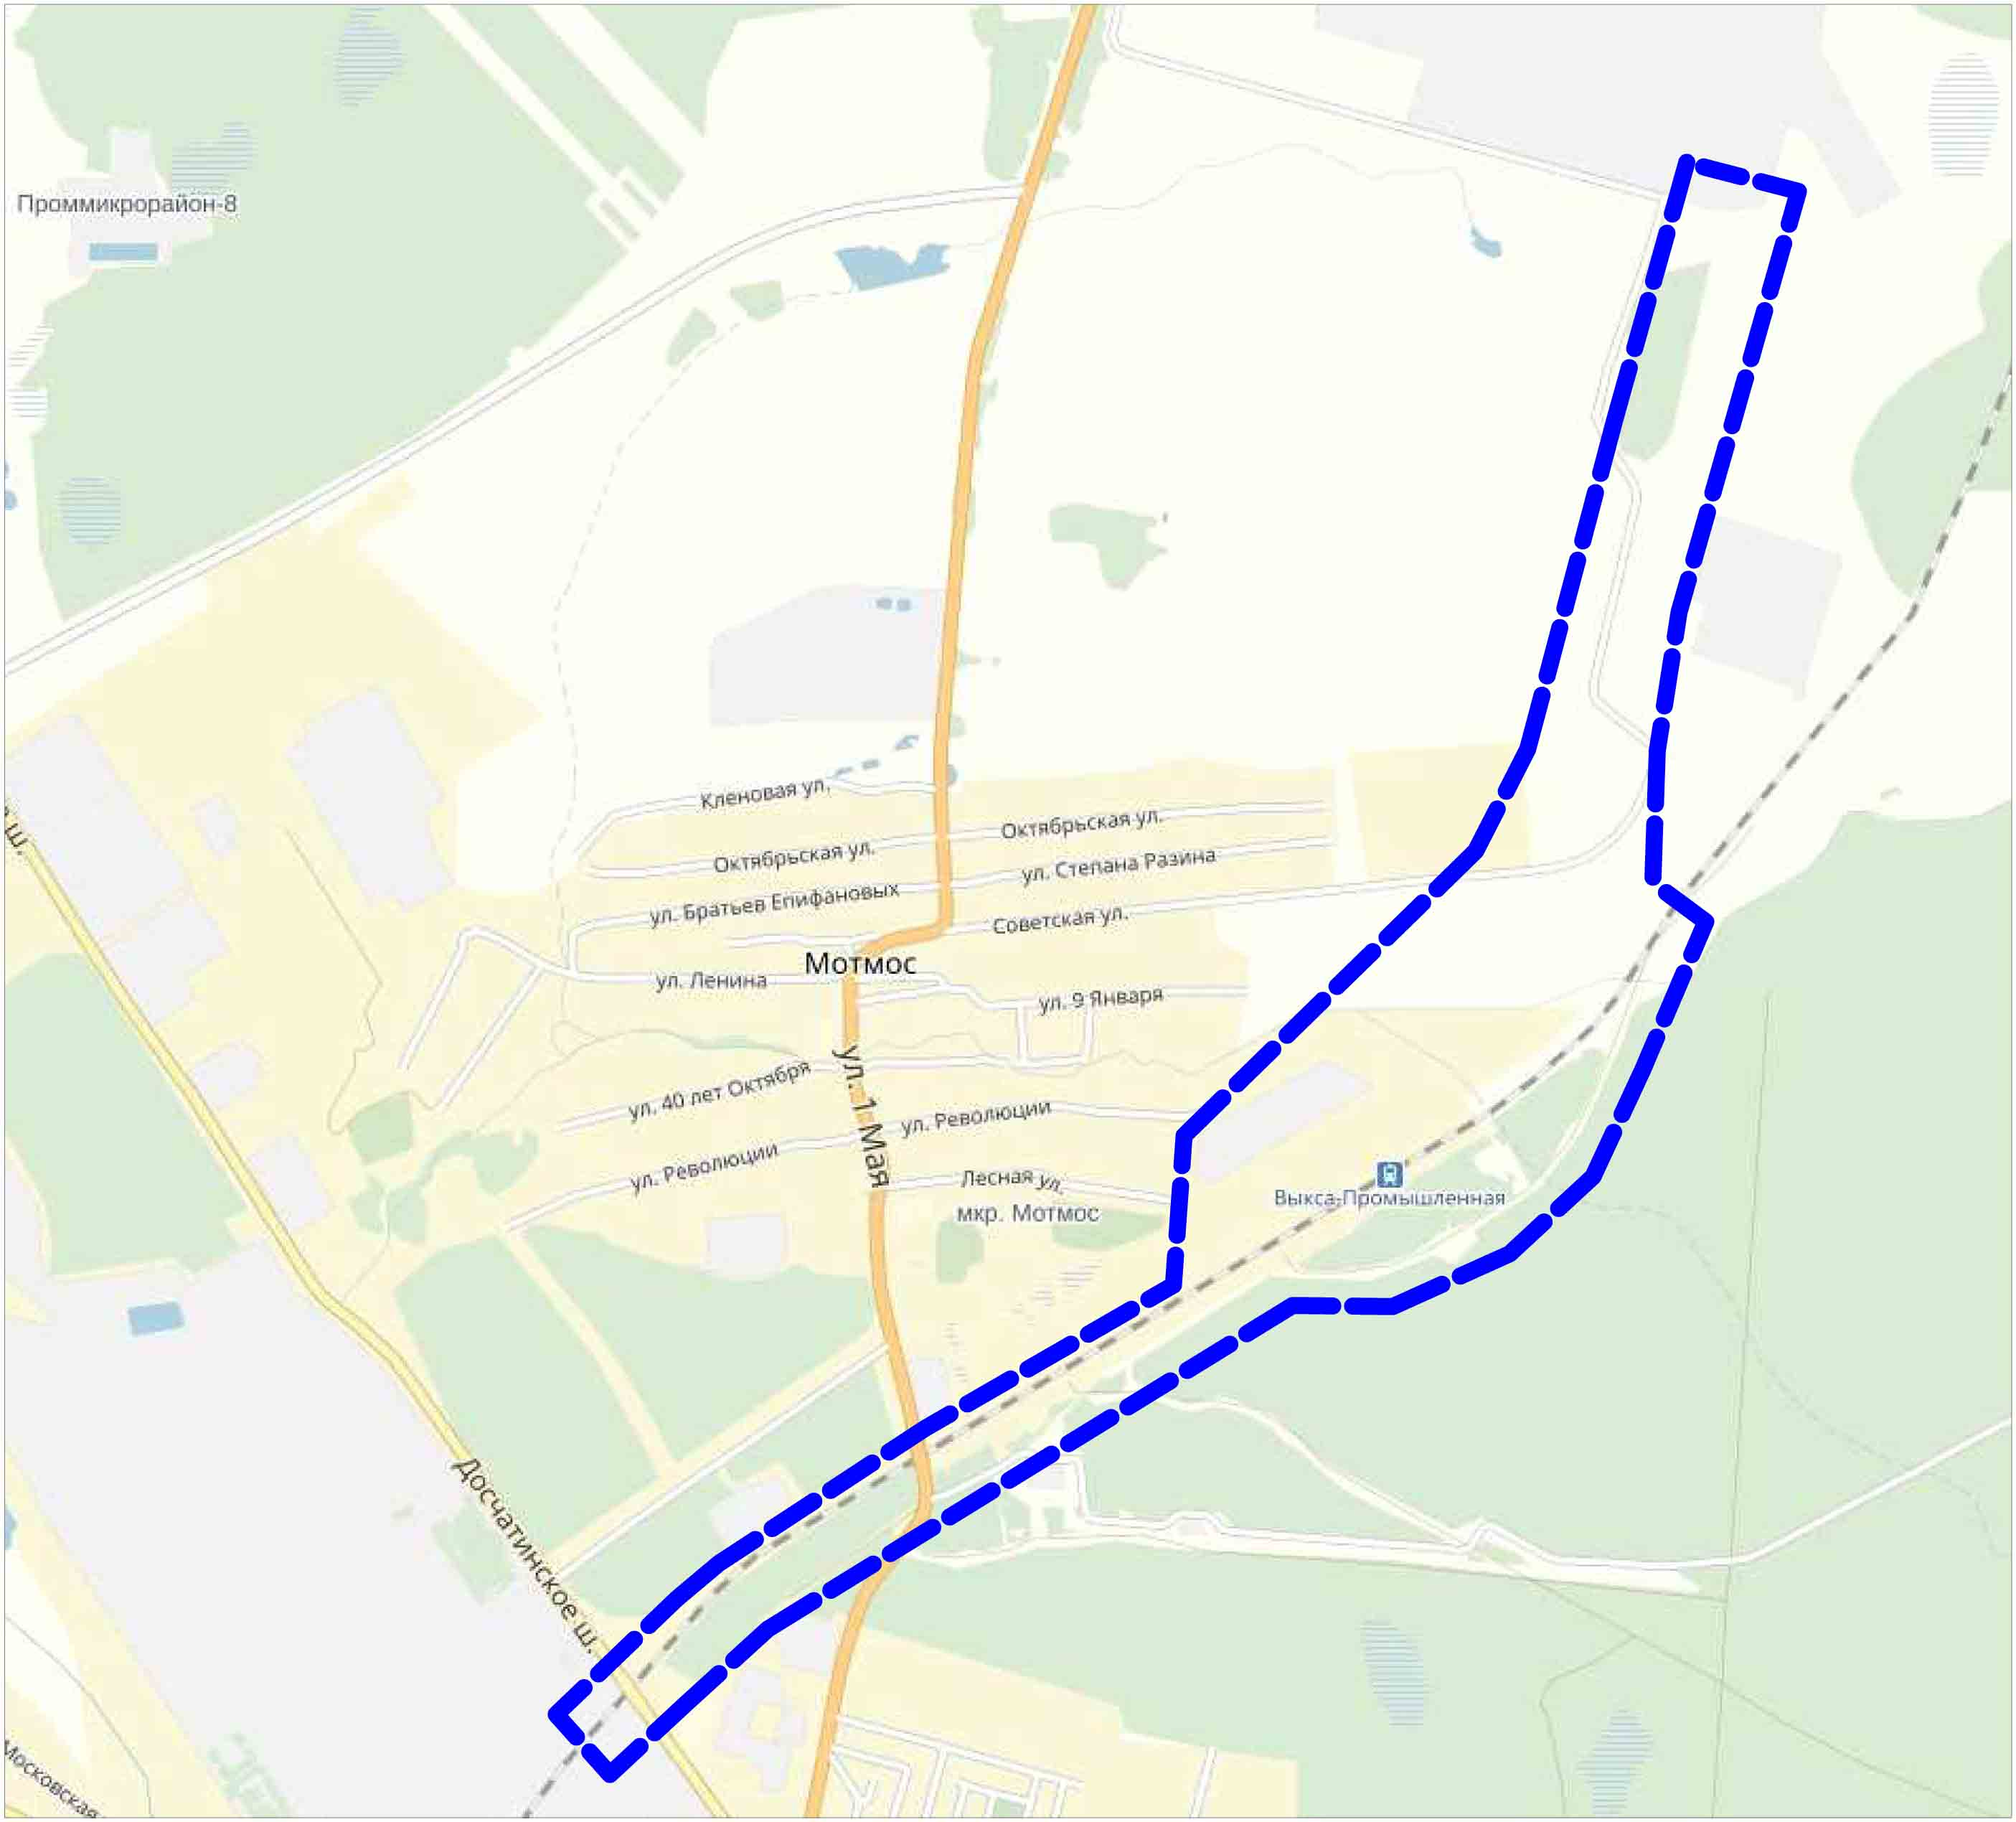 Проммикрорайон-8
Кленовая ул.
Октябрьская ул.
Октябрьская ул.
ул. Степана Разина
ул. Братьев Епифановых
Советская ул.
Мотмос
ул. Ленина
ул. 9 Января
ул. 40 лет Октября
ул. 1 Мая
ул. Революции
ул. Революции
Лесная ул.
мкр. Мотмос
Выкса-Промышленная
ш.
Досчатинское ш.
Московская